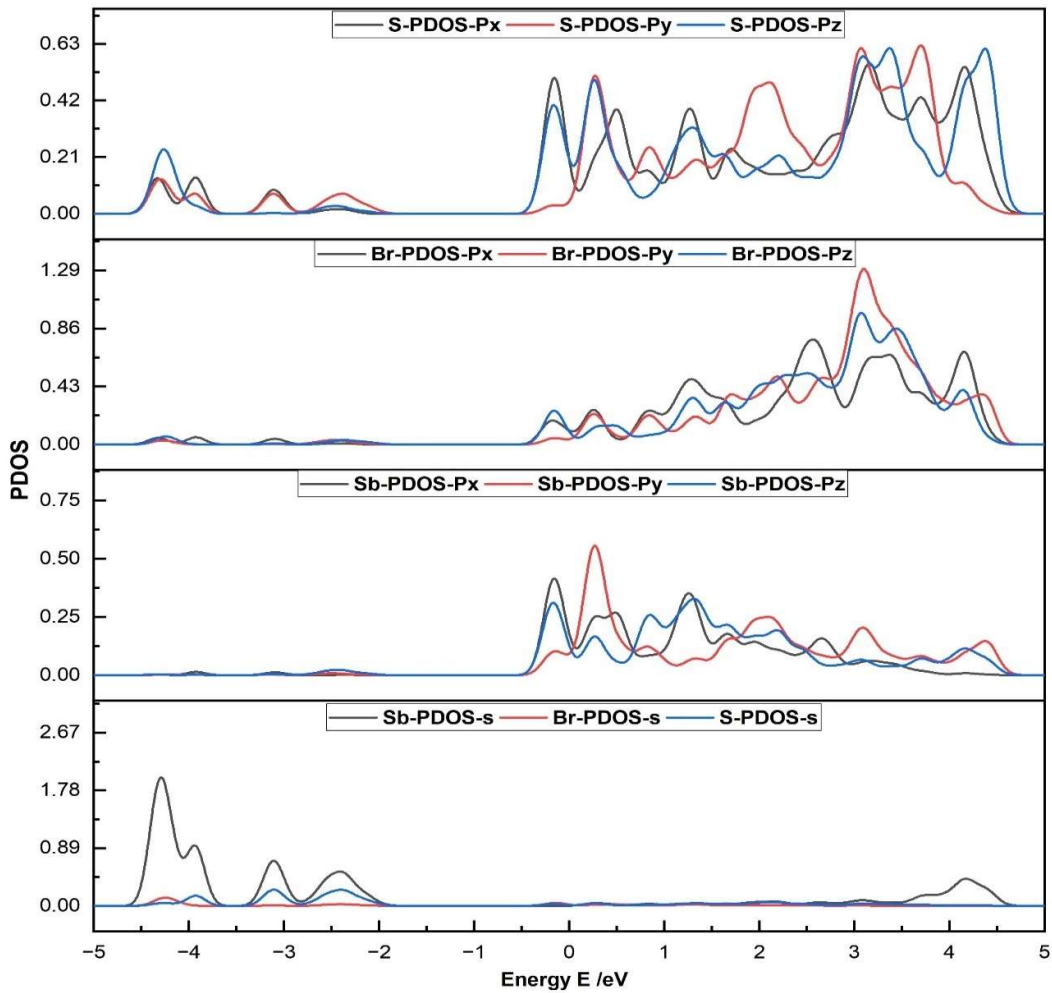 S-PDOS-Px S-PDOS-Py S-PDOS-Pz
0.63
0.42
0.21
0.00
Br-PDOS-Px Br-PDOS-Py Br-PDOS-Pz
1.29
0.86
0.43
0.00
PDOS
Sb-PDOS-Px Sb-PDOS-Py Sb-PDOS-Pz
0.75
0.50
0.25
0.00
Sb-PDOS-s Br-PDOS-s S-PDOS-s
2.67
1.78
0.89
0.00
−5 −4 −3 −2 −1 0 1 2 3 4 5
Energy E /eV